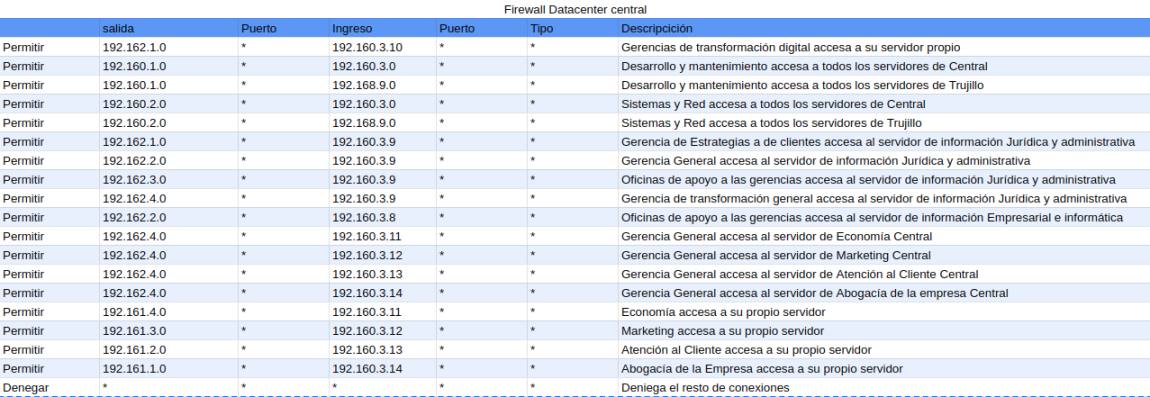 Firewall Datacenter central
salida Puerto Ingreso Puerto Tipo Descripcición
Permitir 192.162.1.0 * 192.160.3.10 * * Gerencias de transformación digital accesa a su servidor propio
Permitir 192.160.1.0 * 192.160.3.0 * * Desarrollo y mantenimiento accesa a todos los servidores de Central
Permitir 192.160.1.0 * 192.168.9.0 * * Desarrollo y mantenimiento accesa a todos los servidores de Trujillo
Permitir 192.160.2.0 * 192.160.3.0 * * Sistemas y Red accesa a todos los servidores de Central
Permitir 192.160.2.0 * 192.168.9.0 * * Sistemas y Red accesa a todos los servidores de Trujillo
Permitir 192.162.1.0 * 192.160.3.9 * * Gerencia de Estrategias a de clientes accesa al servidor de información Jurídica y administrativa
Permitir 192.162.2.0 * 192.160.3.9 * * Gerencia General accesa al servidor de información Jurídica y administrativa
Permitir 192.162.3.0 * 192.160.3.9 * * Oficinas de apoyo a las gerencias accesa al servidor de información Jurídica y administrativa
Permitir 192.162.4.0 * 192.160.3.9 * * Gerencia de transformación general accesa al servidor de información Jurídica y administrativa
Permitir 192.162.2.0 * 192.160.3.8 * * Oficinas de apoyo a las gerencias accesa al servidor de información Empresarial e informática
Permitir 192.162.4.0 * 192.160.3.11 * * Gerencia General accesa al servidor de Economía Central
Permitir 192.162.4.0 * 192.160.3.12 * * Gerencia General accesa al servidor de Marketing Central
Permitir 192.162.4.0 * 192.160.3.13 * * Gerencia General accesa al servidor de Atención al Cliente Central
Permitir 192.162.4.0 * 192.160.3.14 * * Gerencia General accesa al servidor de Abogacía de la empresa Central
Permitir 192.161.4.0 * 192.160.3.11 * * Economía accesa a su propio servidor
Permitir 192.161.3.0 * 192.160.3.12 * * Marketing accesa a su propio servidor
Permitir 192.161.2.0 * 192.160.3.13 * * Atención al Cliente accesa a su propio servidor
Permitir 192.161.1.0 * 192.160.3.14 * * Abogacía de la Empresa accesa a su propio servidor
Denegar * * * * * Deniega el resto de conexiones